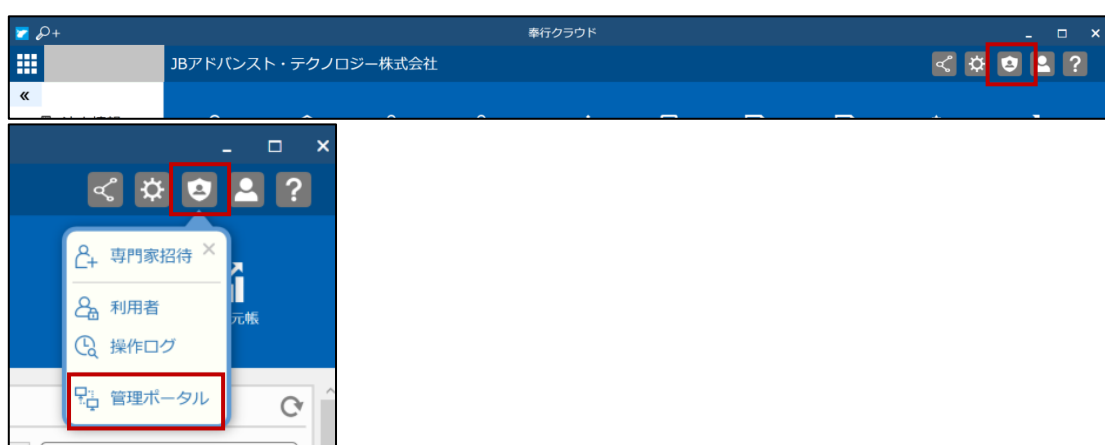 奉行クラウド
JBアドバンスト・テクノロジー株式会社
専門家招待
利用者
元帳
操作ログ
管理ポータル